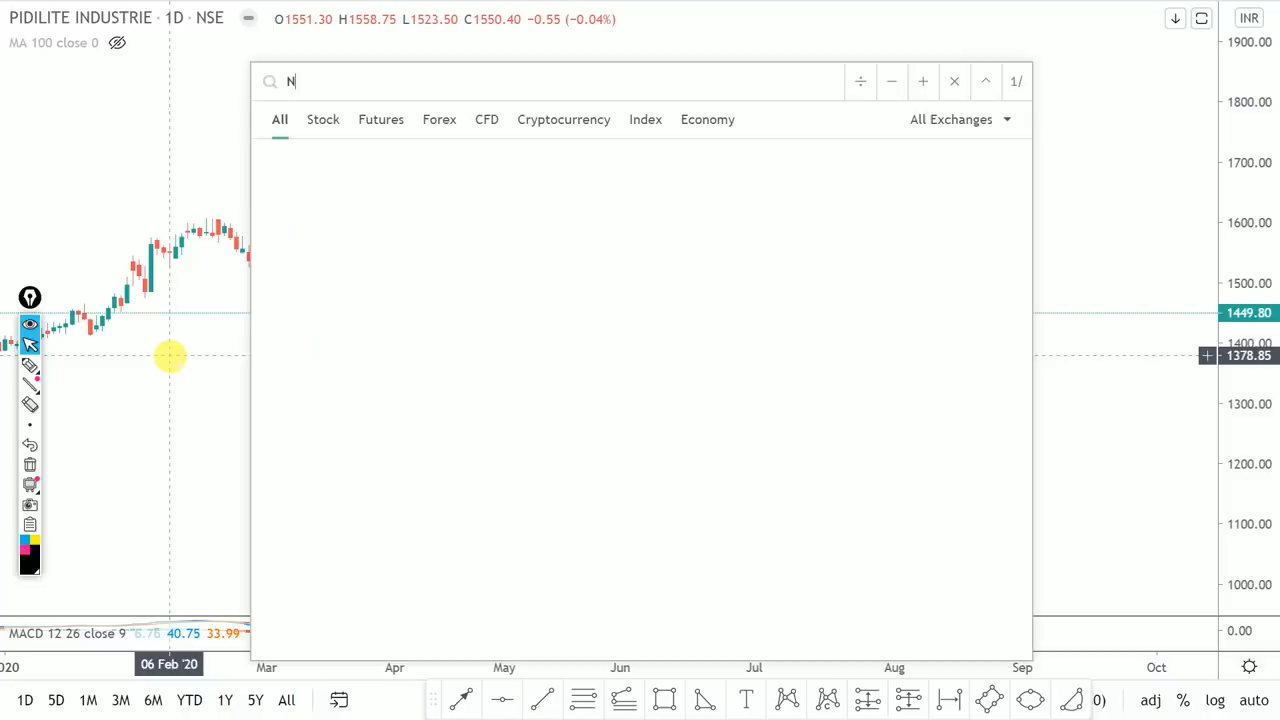 PIDILITE INDUSTRIE · 1D · NSE O1551.30 H1558.75 L1523.50 C1550.40 −0.55 (−0.04%) INR
MA 100 close 0
1900.00
N ÷ − + × ^ 1/
1800.00
All Stock Futures Forex CFD Cryptocurrency Index Economy All Exchanges
1700.00
1600.00
1500.00
1449.80
1400.00
+ 1378.85
1300.00
1200.00
1100.00
1000.00
MACD 12 26 close 9 6.76 40.75 33.99 0.00
020 06 Feb '20 Mar Apr May Jun Jul Aug Sep Oct
1D 5D 1M 3M 6M YTD 1Y 5Y All T 0) adj % log auto